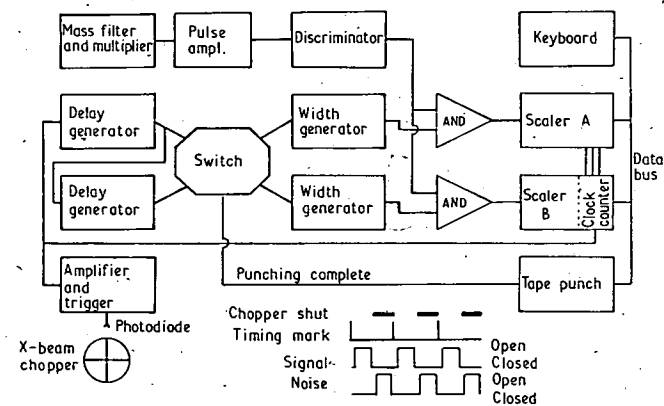 Mass filter
and multiplier
Pulse
ampl.
Discriminator
Keyboard
Delay
generator
Width
generator
AND
Scaler A
Switch
Data
bus
Delay
generator
Width
generator
AND
Scaler
B
Clock
counter
Amplifier
and
trigger
Punching complete
Tape punch
Photodiode
X-beam
chopper
Chopper shut
Timing mark
Signal
Open
Closed
Noise
Open
Closed